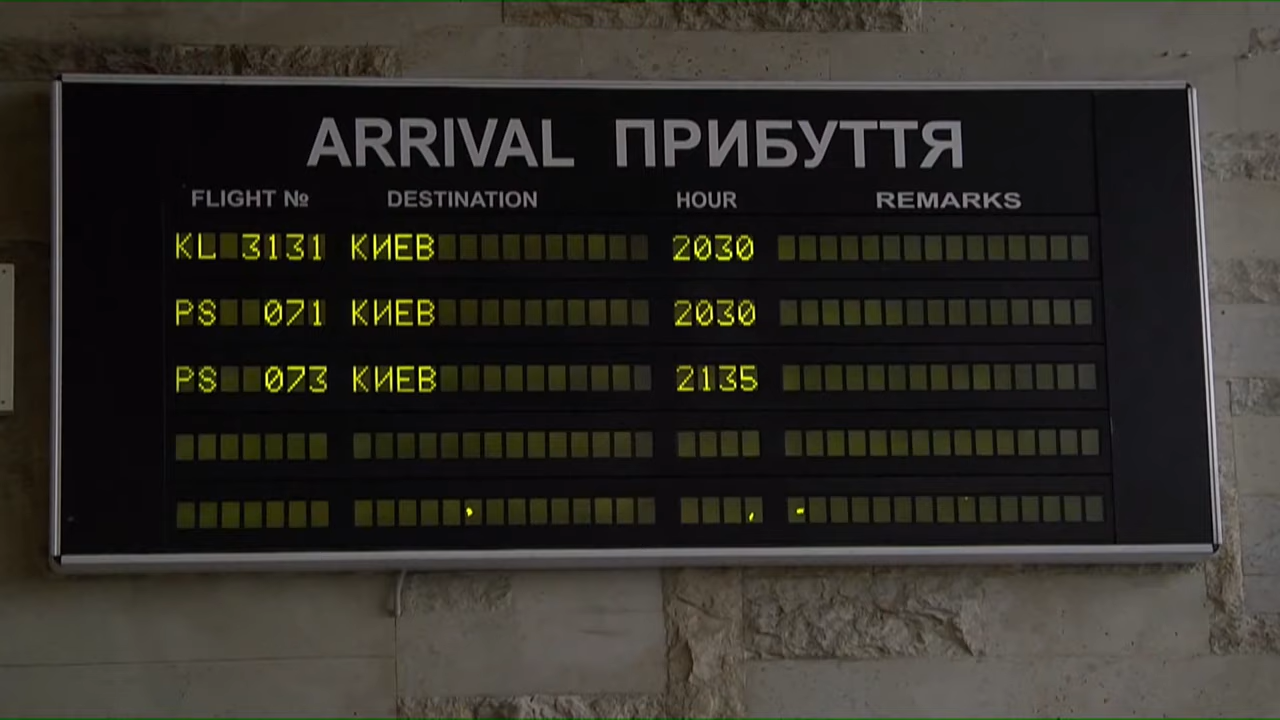 ARRIVAL ПРИБУТТЯ
FLIGHT № DESTINATION HOUR REMARKS
KL 3131 КИЕВ 2030
PS 071 КИЕВ 2030
PS 073 КИЕВ 2135